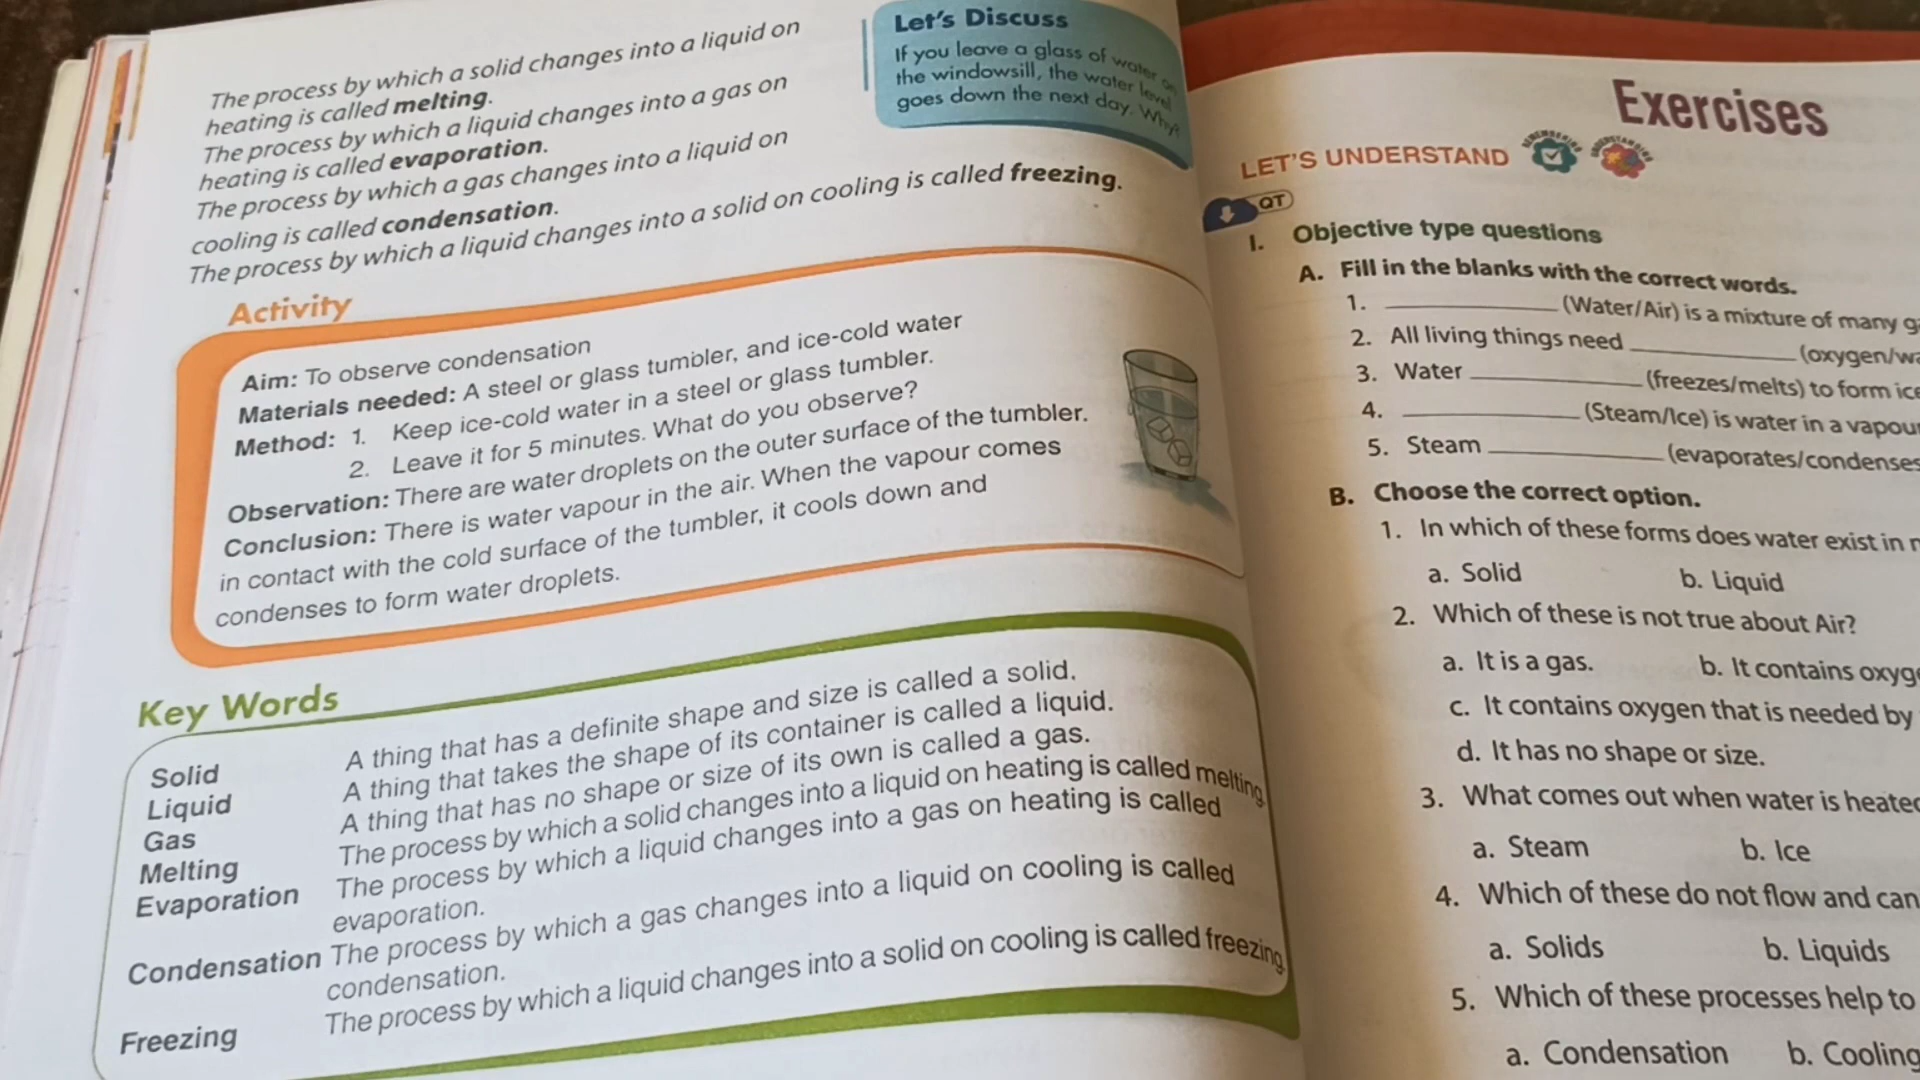 The process by which a solid changes into a liquid on
heating is called melting.
The process by which a liquid changes into a gas on
heating is called evaporation.
The process by which a gas changes into a liquid on
cooling is called condensation.
The process by which a liquid changes into a solid on cooling is called freezing.
Let's Discuss
If you leave a glass of water on
the windowsill, the water level
goes down the next day. Why?
Activity
Aim: To observe condensation
Materials needed: A steel or glass tumbler, and ice-cold water
Method: 1. Keep ice-cold water in a steel or glass tumbler.
2. Leave it for 5 minutes. What do you observe?
Observation: There are water droplets on the outer surface of the tumbler.
Conclusion: There is water vapour in the air. When the vapour comes
in contact with the cold surface of the tumbler, it cools down and
condenses to form water droplets.
Key Words
Solid A thing that has a definite shape and size is called a solid.
Liquid A thing that takes the shape of its container is called a liquid.
Gas A thing that has no shape or size of its own is called a gas.
Melting The process by which a solid changes into a liquid on heating is called melting.
Evaporation The process by which a liquid changes into a gas on heating is called
evaporation.
Condensation The process by which a gas changes into a liquid on cooling is called
condensation.
Freezing The process by which a liquid changes into a solid on cooling is called freezing.
Exercises
LET'S UNDERSTAND
REMEMBERING
UNDERSTANDING
QT
I. Objective type questions
A. Fill in the blanks with the correct words.
1. ____________ (Water/Air) is a mixture of many
2. All living things need ____________ (oxygen/
3. Water ____________ (freezes/melts) to form ice
4. ____________ (Steam/Ice) is water in a
5. Steam ____________ (evaporates/condenses
B. Choose the correct option.
1. In which of these forms does water exist in
a. Solid b. Liquid
2. Which of these is not true about Air?
a. It is a gas. b. It contains
c. It contains oxygen that is needed by
d. It has no shape or size.
3. What comes out when water is
a. Steam b. Ice
4. Which of these do not flow and can
a. Solids b. Liquids
5. Which of these processes help to
a. Condensation b. Cooling